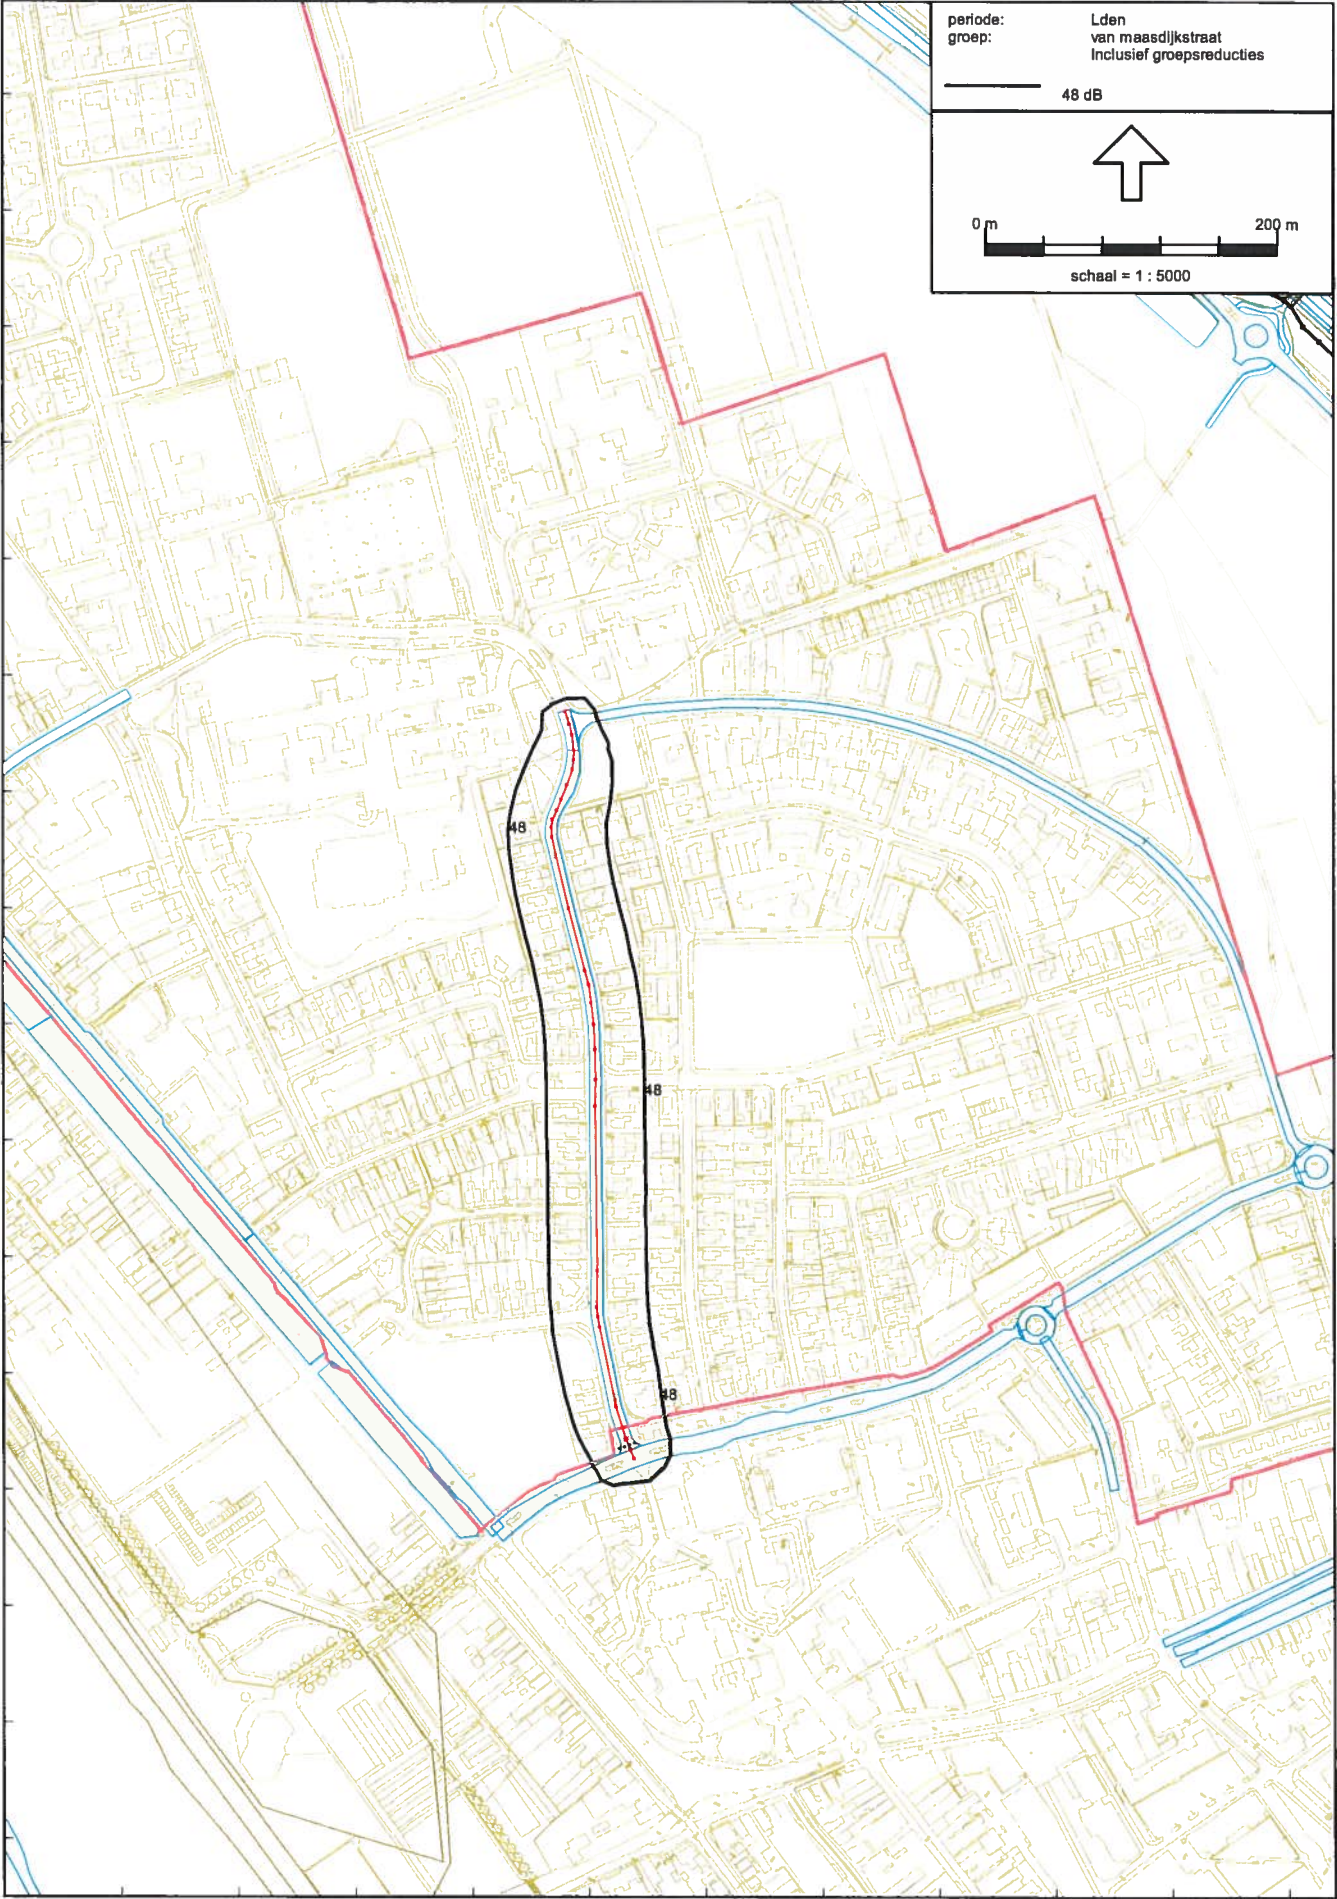 periode: Lden
groep: van maasdijkstraat
Inclusief groepsreducties
48 dB
0 m 200 m
schaal = 1 : 5000
48
48
48